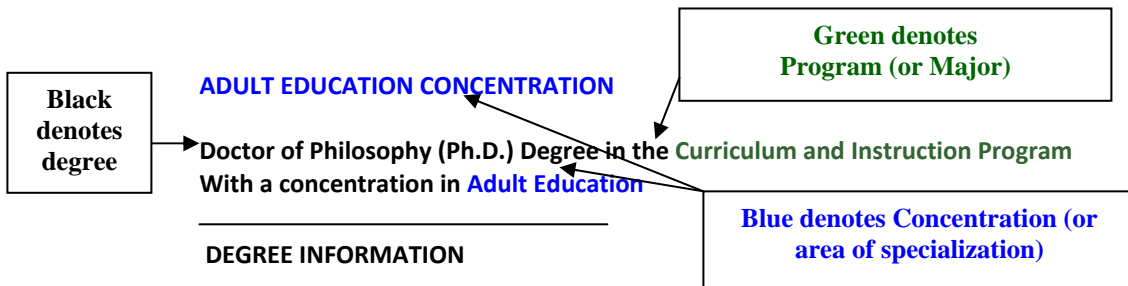 Green denotes
Program (or Major)
ADULT EDUCATION CONCENTRATION
Black
denotes
degree
Doctor of Philosophy (Ph.D.) Degree in the Curriculum and Instruction Program
With a concentration in Adult Education
Blue denotes Concentration (or
area of specialization)
DEGREE INFORMATION